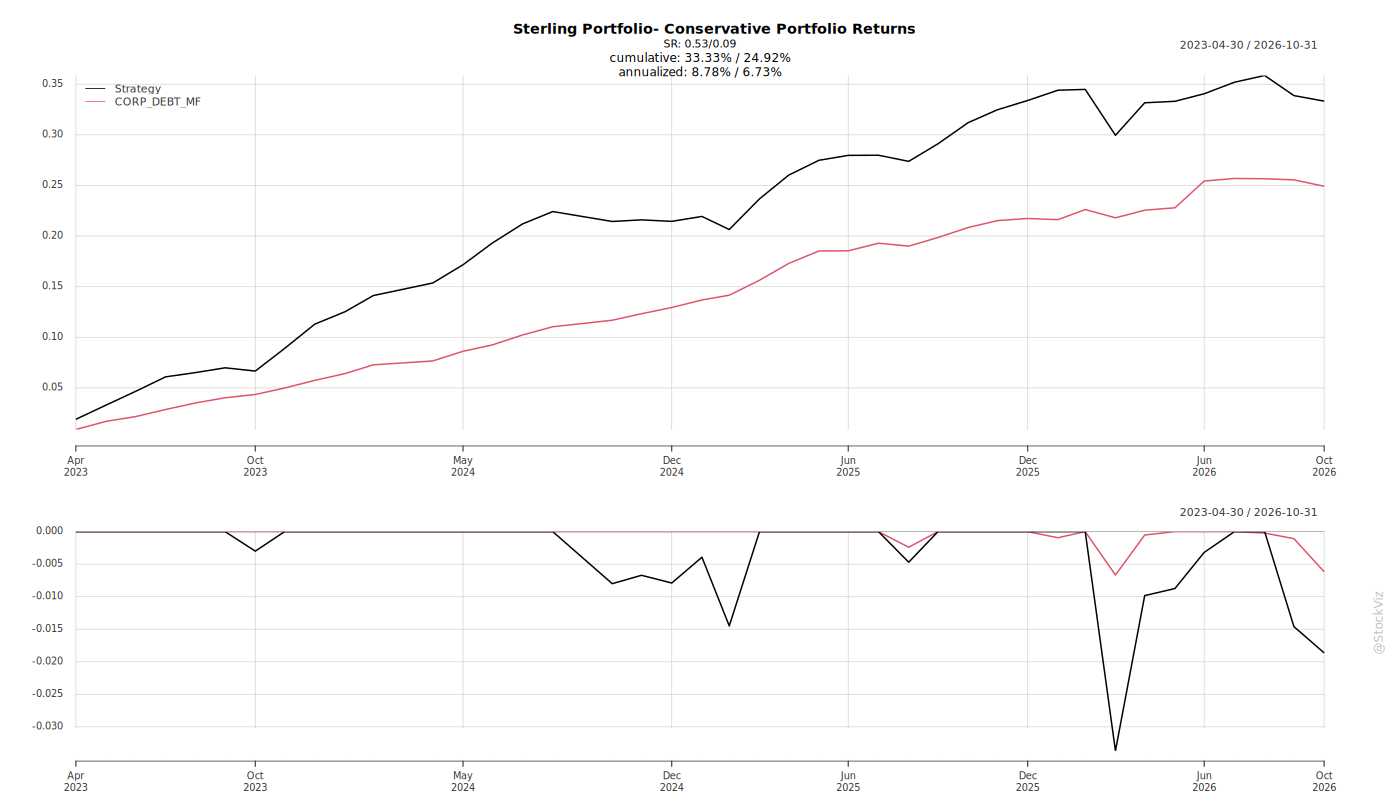 Sterling Portfolio- Conservative Portfolio Returns
SR: 0.53/0.09
cumulative: 33.33% / 24.92%
annualized: 8.78% / 6.73%
2023-04-30 / 2026-10-31
Strategy
CORP_DEBT_MF
0.35
0.30
0.25
0.20
0.15
0.10
0.05
Apr Oct May Dec Jun Dec Jun Oct
2023 2023 2024 2024 2025 2025 2026 2026
2023-04-30 / 2026-10-31
0.000
-0.005
-0.010
-0.015
-0.020
-0.025
-0.030
Apr Oct May Dec Jun Dec Jun Oct
2023 2023 2024 2024 2025 2025 2026 2026
@StockViz